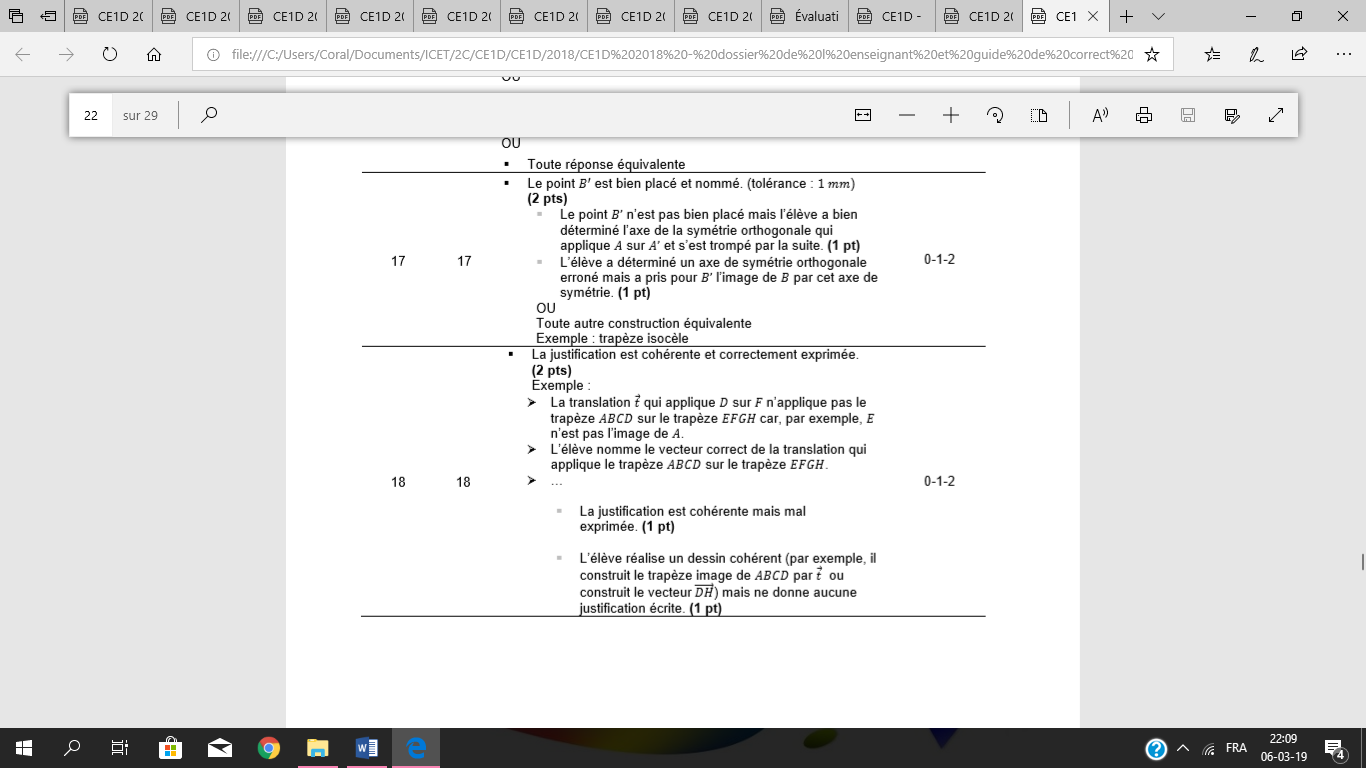 CE1D 20 CE1D 20 CE1D 20 CE1D 20 CE1D 20 CE1D 20 CE1D 20 CE1D 20 Évaluati CE1D - CE1D 20 CE1
file:///C:/Users/Coral/Documents/ICET/2C/CE1D/CE1D/2018/CE1D%202018%20-%20dossier%20de%20l%20enseignant%20et%20guide%20de%20correct%20
OU
22 sur 29
OU
▪ Toute réponse équivalente
▪ Le point B′ est bien placé et nommé. (tolérance : 1 mm)
(2 pts)
▫ Le point B′ n'est pas bien placé mais l'élève a bien
déterminé l'axe de la symétrie orthogonale qui
applique A sur A′ et s'est trompé par la suite. (1 pt)
17 17 ▫ L'élève a déterminé un axe de symétrie orthogonale 0-1-2
erroné mais a pris pour B′ l'image de B par cet axe de
symétrie. (1 pt)
OU
Toute autre construction équivalente
Exemple : trapèze isocèle
▪ La justification est cohérente et correctement exprimée.
(2 pts)
Exemple :
➢ La translation t⃗ qui applique D sur F n'applique pas le
trapèze ABCD sur le trapèze EFGH car, par exemple, E
n'est pas l'image de A.
➢ L'élève nomme le vecteur correct de la translation qui
applique le trapèze ABCD sur le trapèze EFGH.
18 18 ➢ … 0-1-2
▫ La justification est cohérente mais mal
exprimée. (1 pt)
▫ L'élève réalise un dessin cohérent (par exemple, il
construit le trapèze image de ABCD par t⃗ ou
construit le vecteur D⃗H⃗) mais ne donne aucune
justification écrite. (1 pt)
FRA
22:09
06-03-19
4